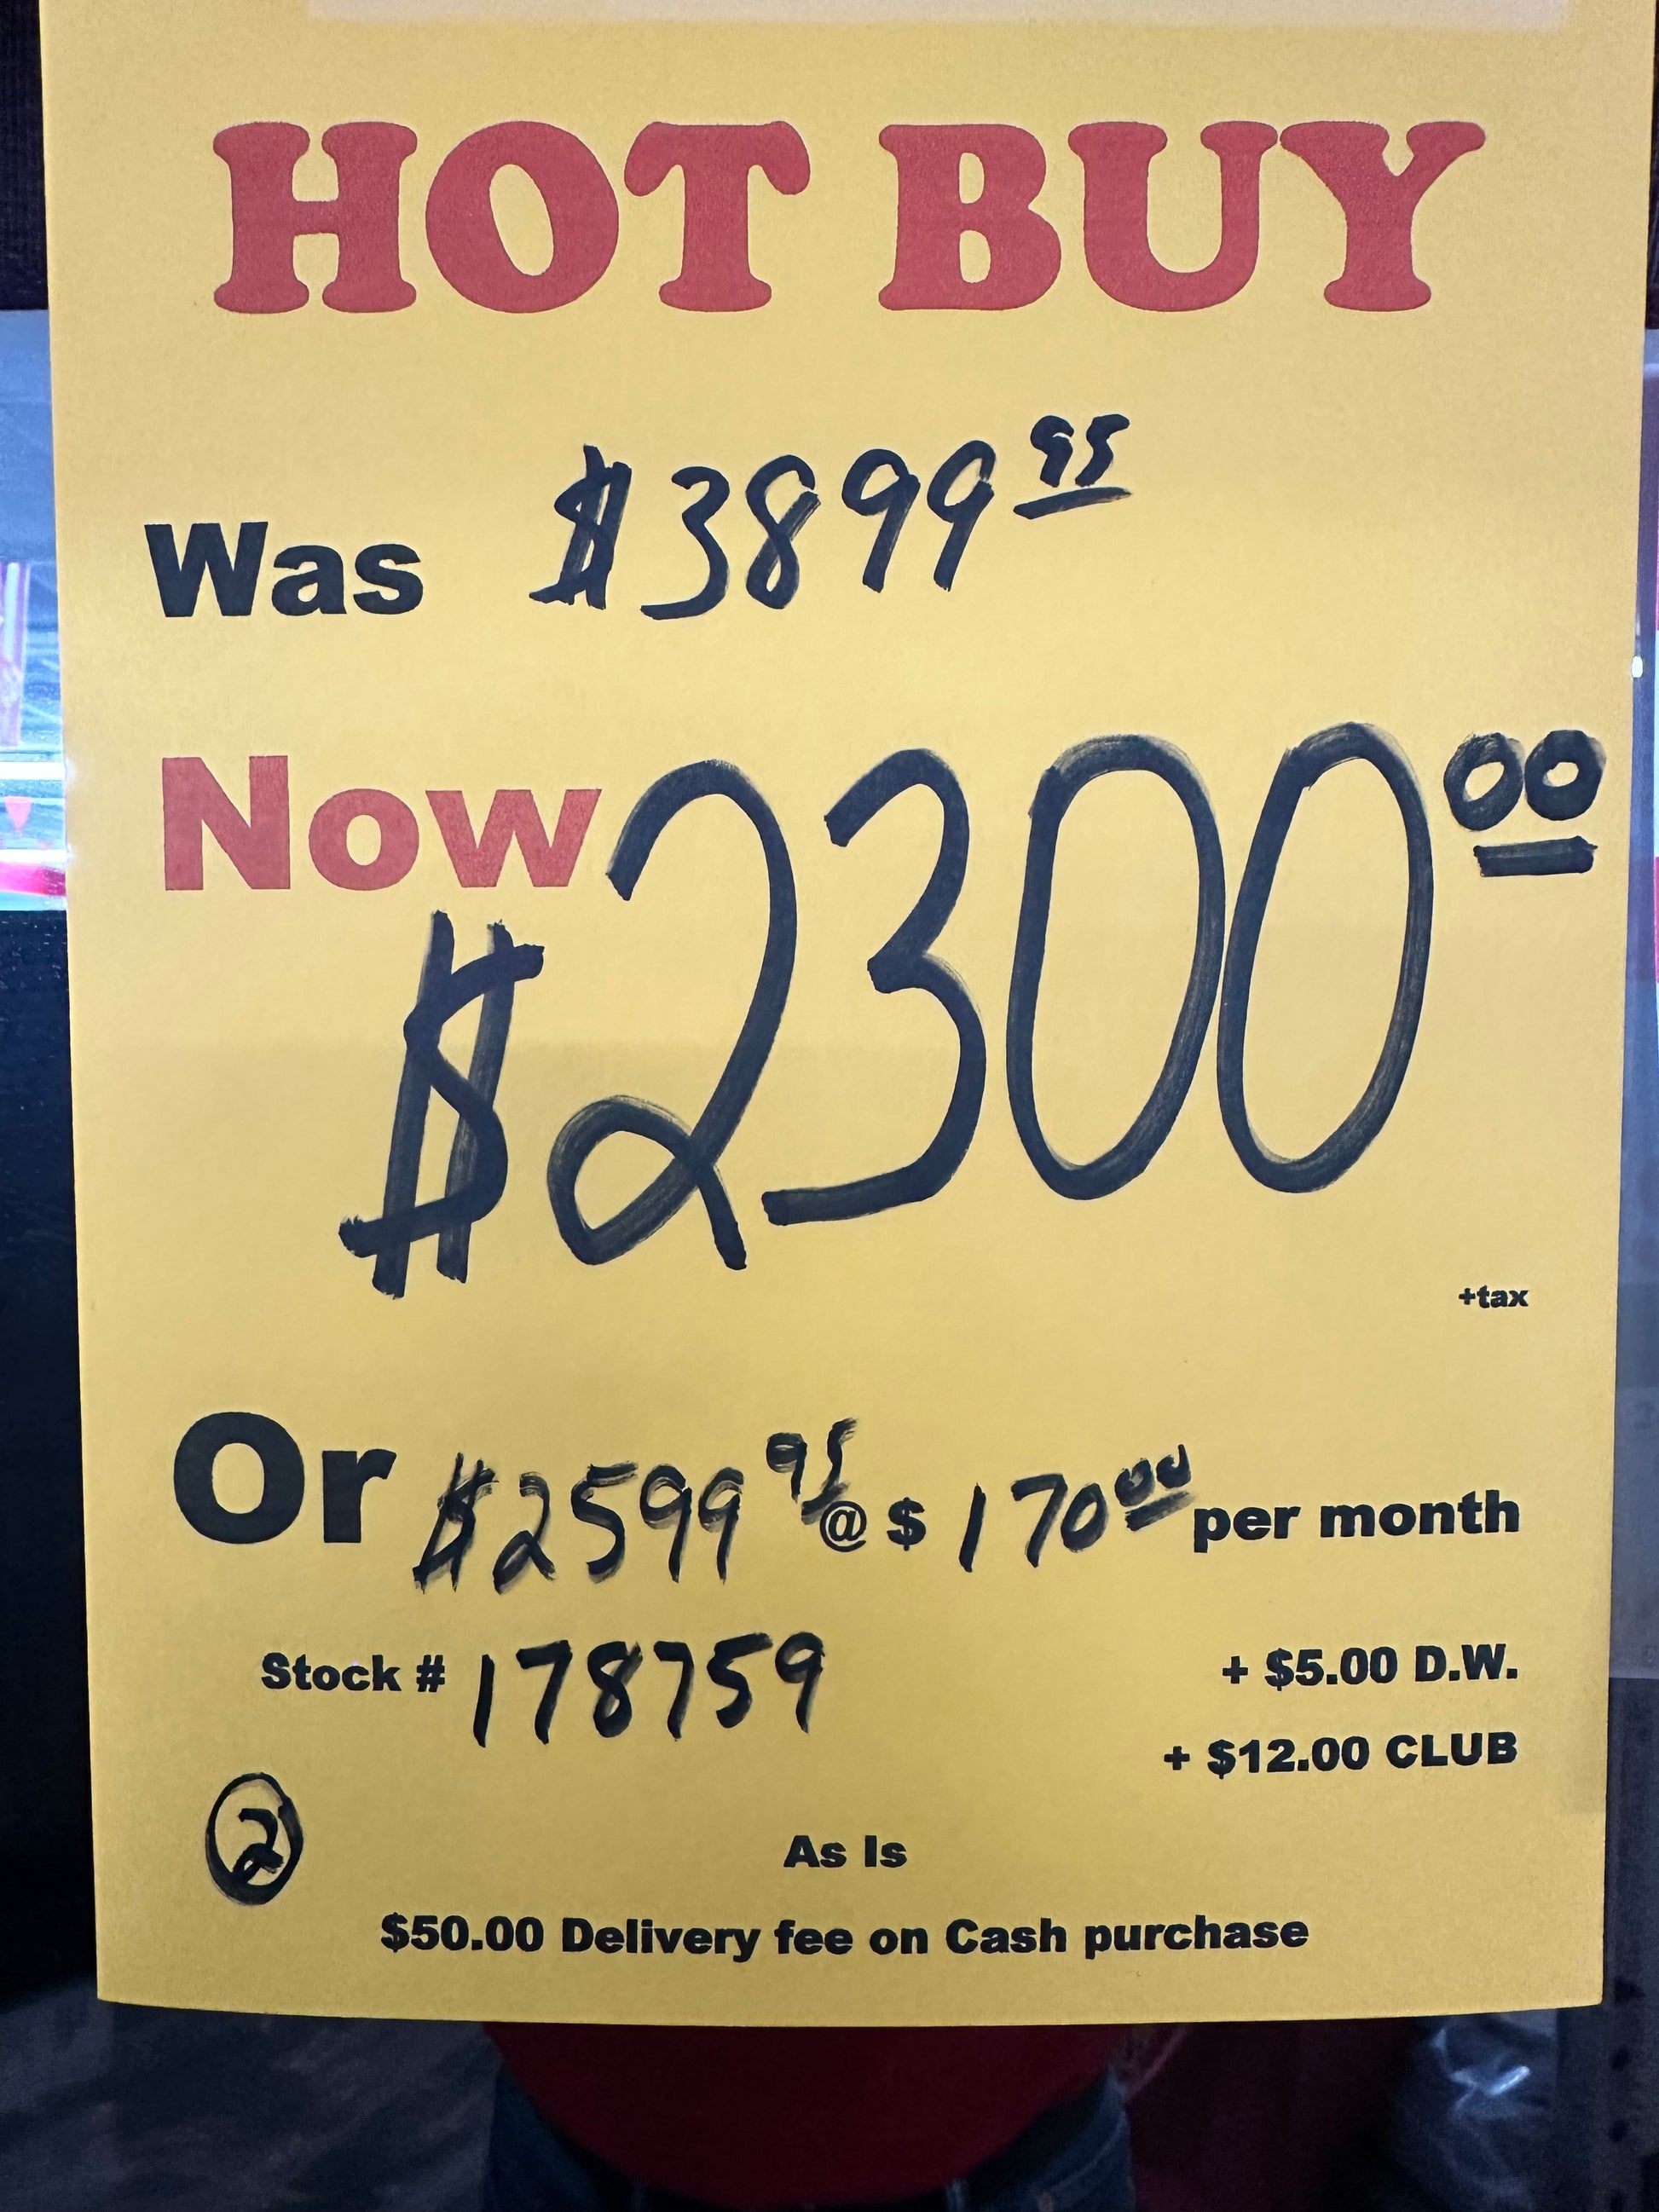 HOT BUY
Was $3899 95
Now $2300 00
+tax
Or $2599 95 @ $ 170 00 per month
Stock # 178759
+ $5.00 D.W.
+ $12.00 CLUB
2
As Is
$50.00 Delivery fee on Cash purchase